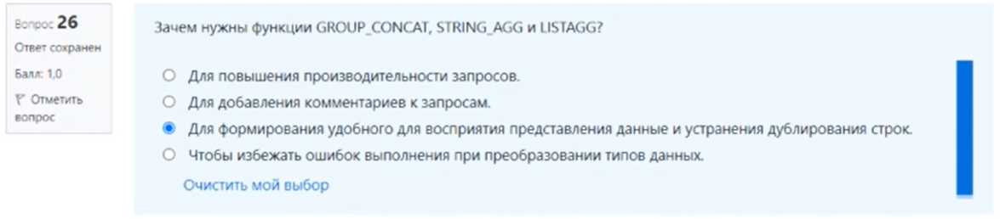 Вопрос 26
Ответ сохранен
Балл: 1,0
Отметить
вопрос
Зачем нужны функции GROUP_CONCAT, STRING_AGG и LISTAGG?
Для повышения производительности запросов.
Для добавления комментариев к запросам.
Для формирования удобного для восприятия представления данные и устранения дублирования строк.
Чтобы избежать ошибок выполнения при преобразовании типов данных.
Очистить мой выбор